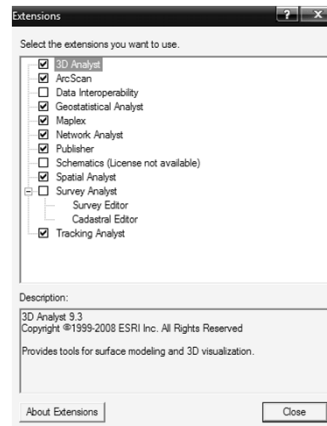 Extensions
? X
Select the extensions you want to use.
3D Analyst
ArcScan
Data Interoperability
Geostatistical Analyst
Maplex
Network Analyst
Publisher
Schematics (License not available)
Spatial Analyst
Survey Analyst
Survey Editor
Cadastral Editor
Tracking Analyst
Description:
3D Analyst 9.3
Copyright ©1999-2008 ESRI Inc. All Rights Reserved
Provides tools for surface modeling and 3D visualization.
About Extensions
Close